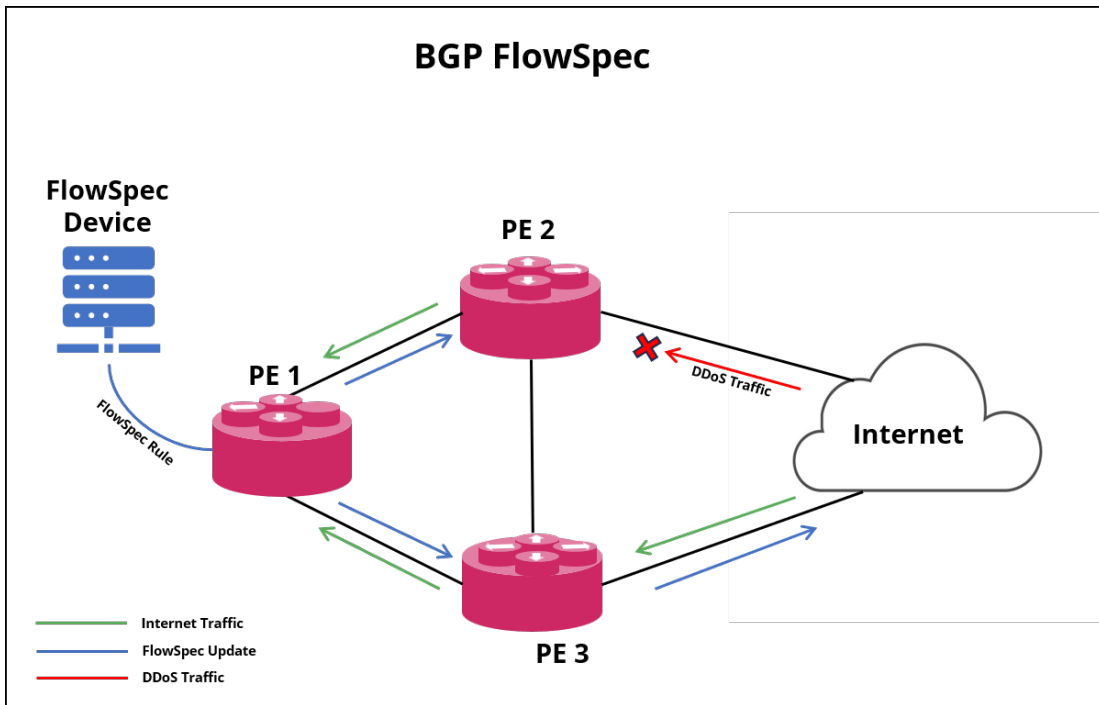 BGP FlowSpec
FlowSpec
Device
PE 2
PE 1
DDoS Traffic
FlowSpec Rule
Internet
PE 3
Internet Traffic
FlowSpec Update
DDoS Traffic